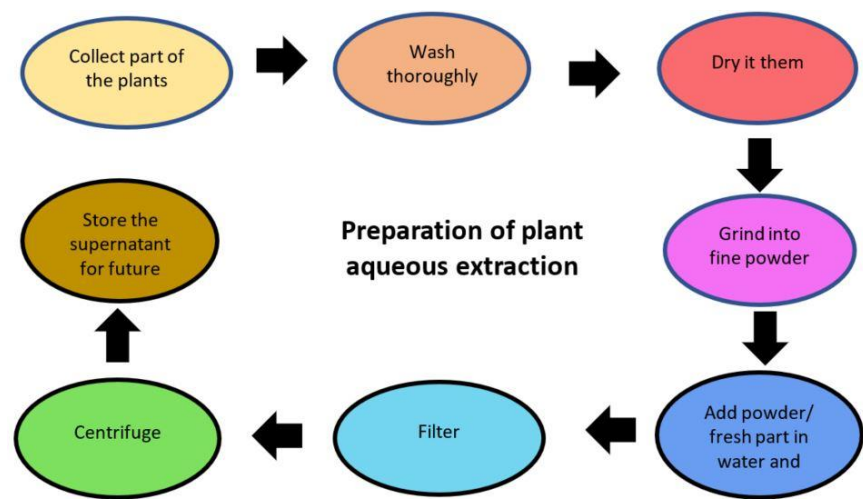 Collect part of
the plants
Wash
thoroughly
Dry it them
Grind into
fine powder
Add powder/
fresh part in
water and
Filter
Centrifuge
Store the
supernatant
for future
Preparation of plant
aqueous extraction